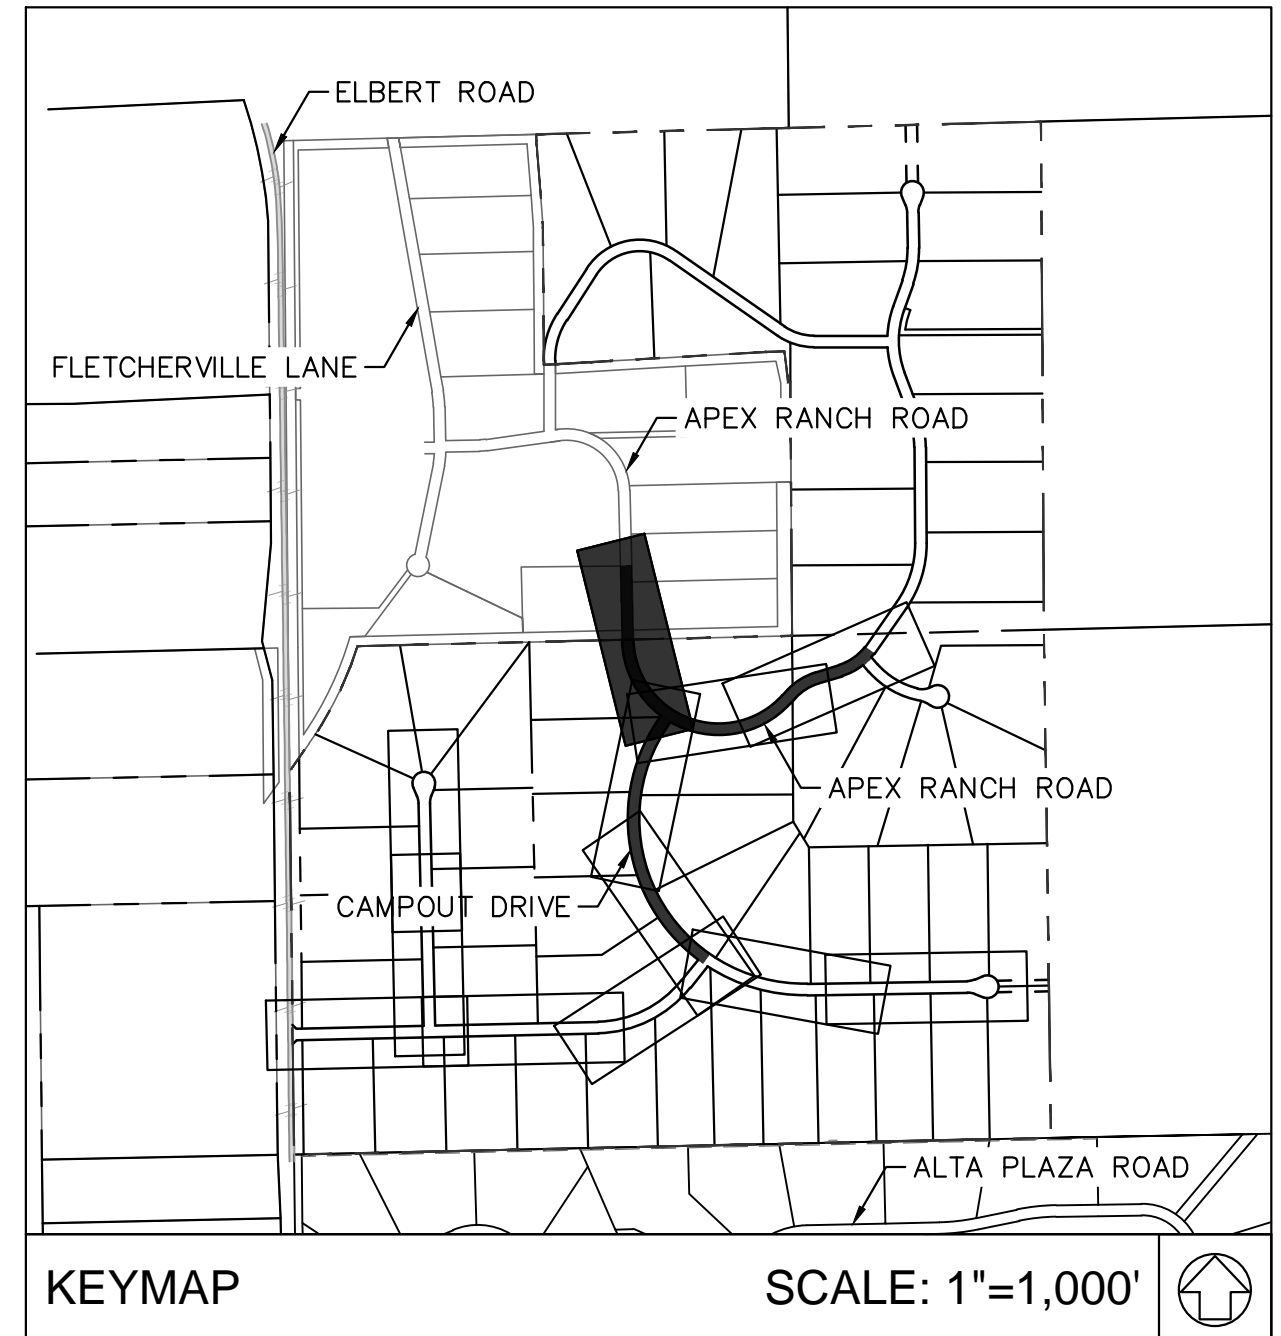 ELBERT ROAD
FLETCHERVILLE LANE
APEX RANCH ROAD
APEX RANCH ROAD
CAMPOUT DRIVE
ALTA PLAZA ROAD
KEYMAP
SCALE: 1"=1,000'